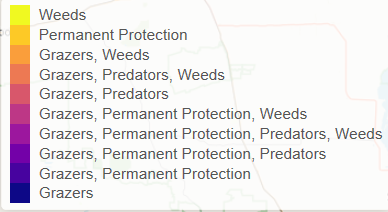 Weeds
Permanent Protection
Grazers, Weeds
Grazers, Predators, Weeds
Grazers, Predators
Grazers, Permanent Protection, Weeds
Grazers, Permanent Protection, Predators, Weeds
Grazers, Permanent Protection, Predators
Grazers, Permanent Protection
Grazers